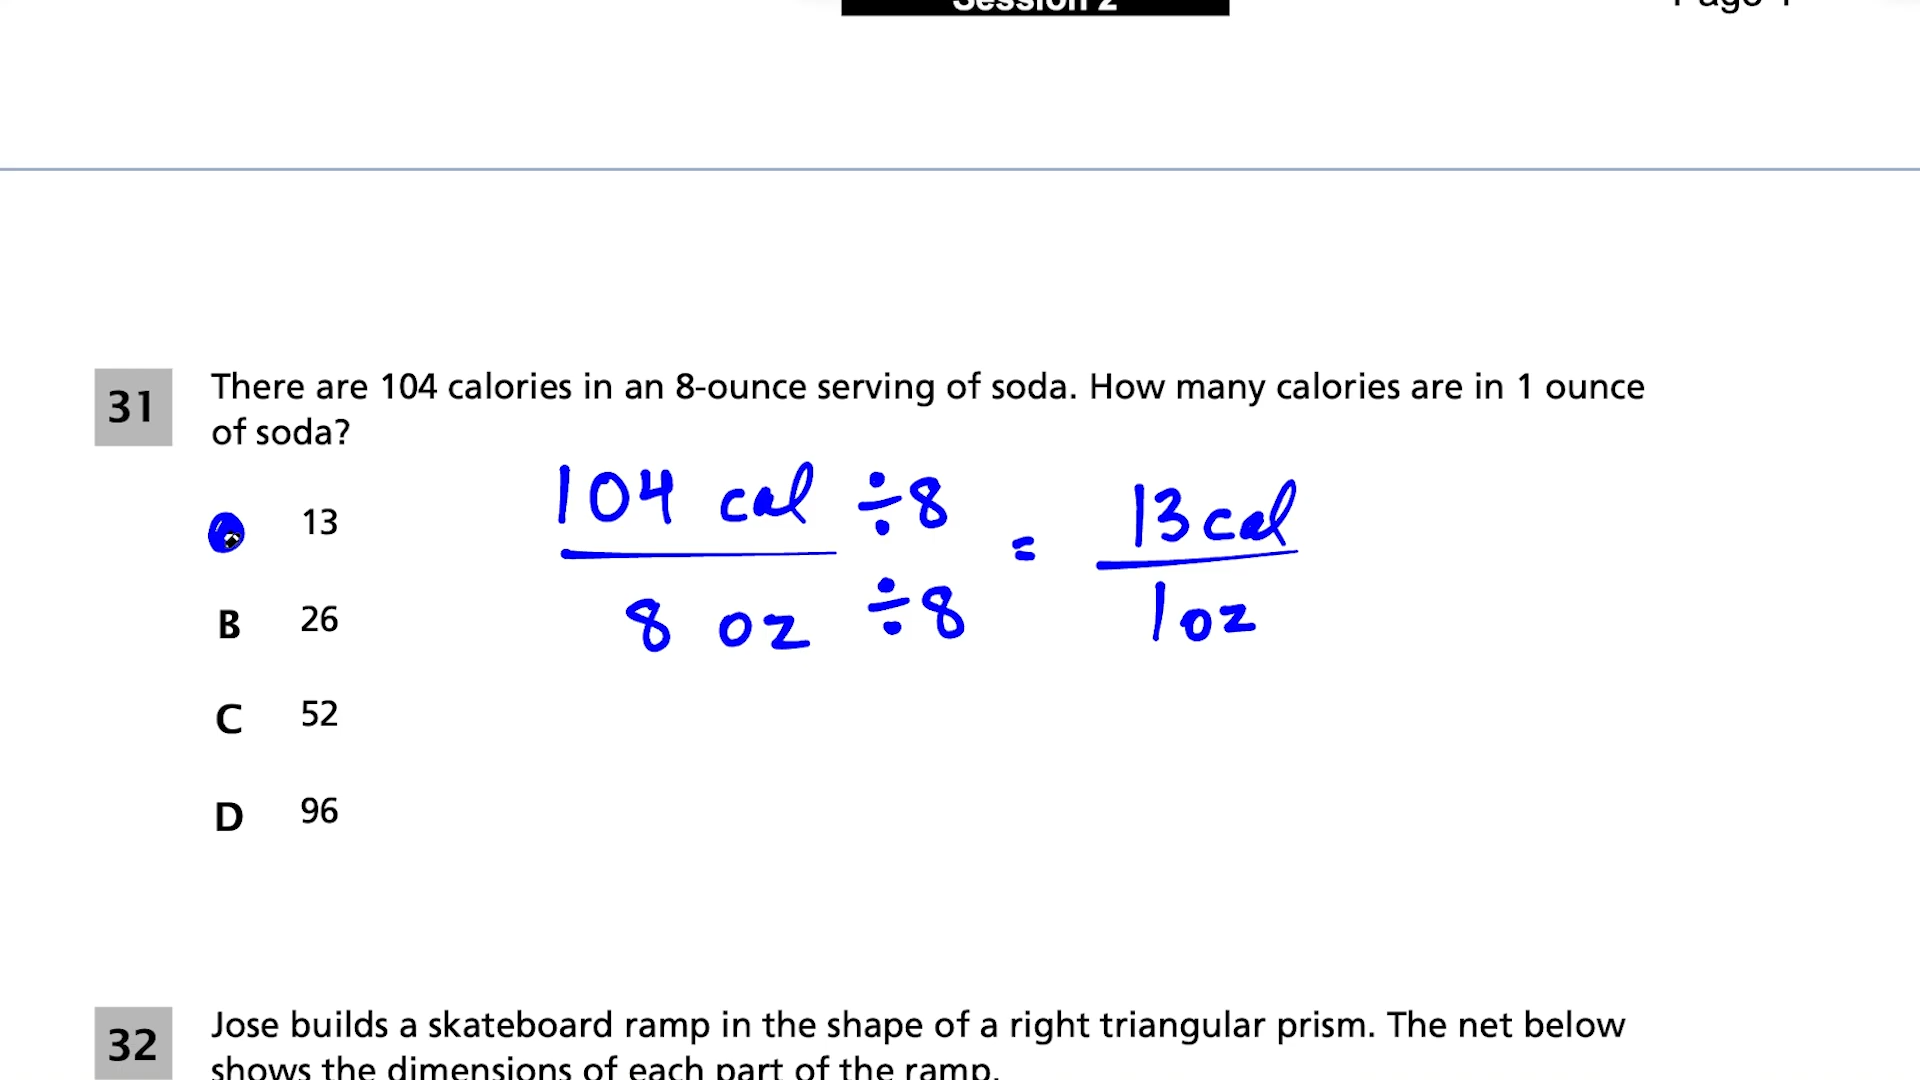 Session 2
31 There are 104 calories in an 8-ounce serving of soda. How many calories are in 1 ounce
of soda?
13
B 26
C 52
D 96
104 cal ÷8
8 oz ÷8
=
13 cal
1 oz
32 Jose builds a skateboard ramp in the shape of a right triangular prism. The net below
shows the dimensions of each part of the ramp.